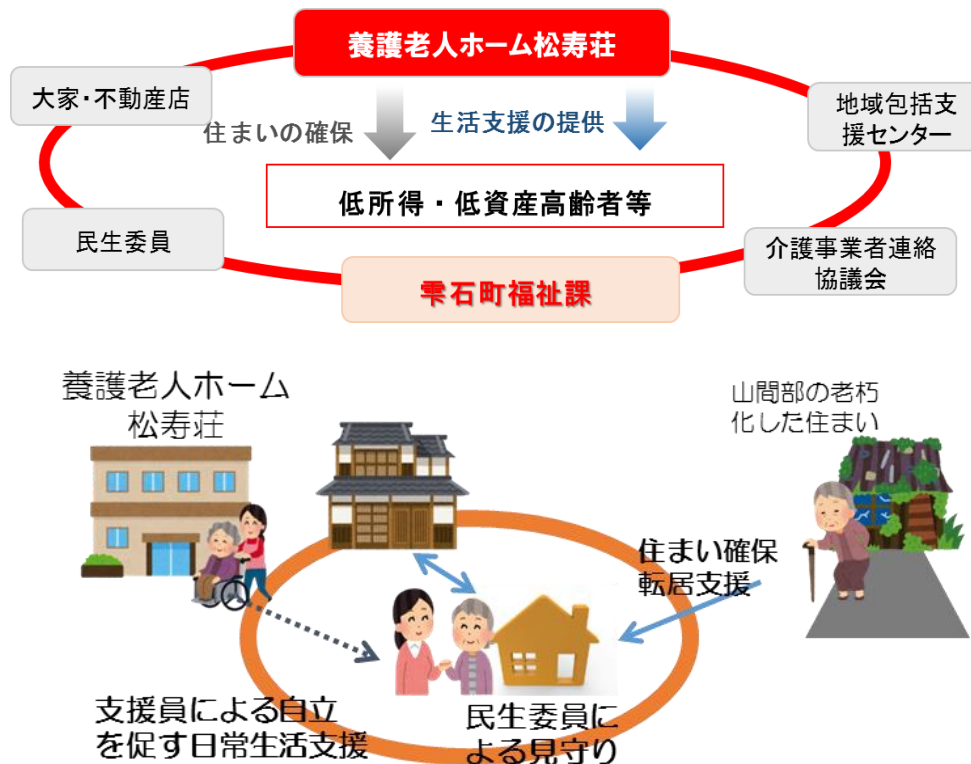 養護老人ホーム松寿荘
大家・不動産店
住まいの確保
生活支援の提供
地域包括支
援センター
低所得・低資産高齢者等
民生委員
介護事業者連絡
協議会
雫石町福祉課
養護老人ホーム
松寿荘
山間部の老朽
化した住まい
住まい確保
転居支援
支援員による自立
を促す日常生活支援
民生委員に
よる見守り